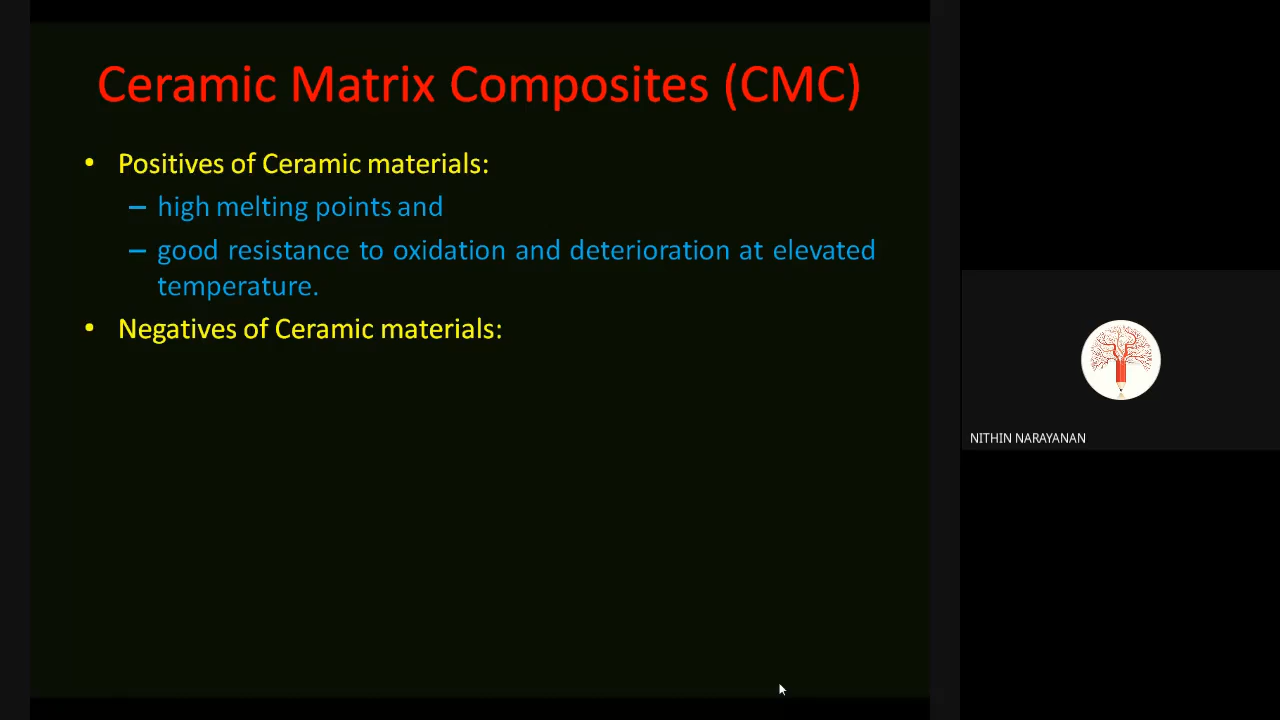 Ceramic Matrix Composites (CMC)
• Positives of Ceramic materials:
– high melting points and
– good resistance to oxidation and deterioration at elevated
temperature.
• Negatives of Ceramic materials:
NITHIN NARAYANAN